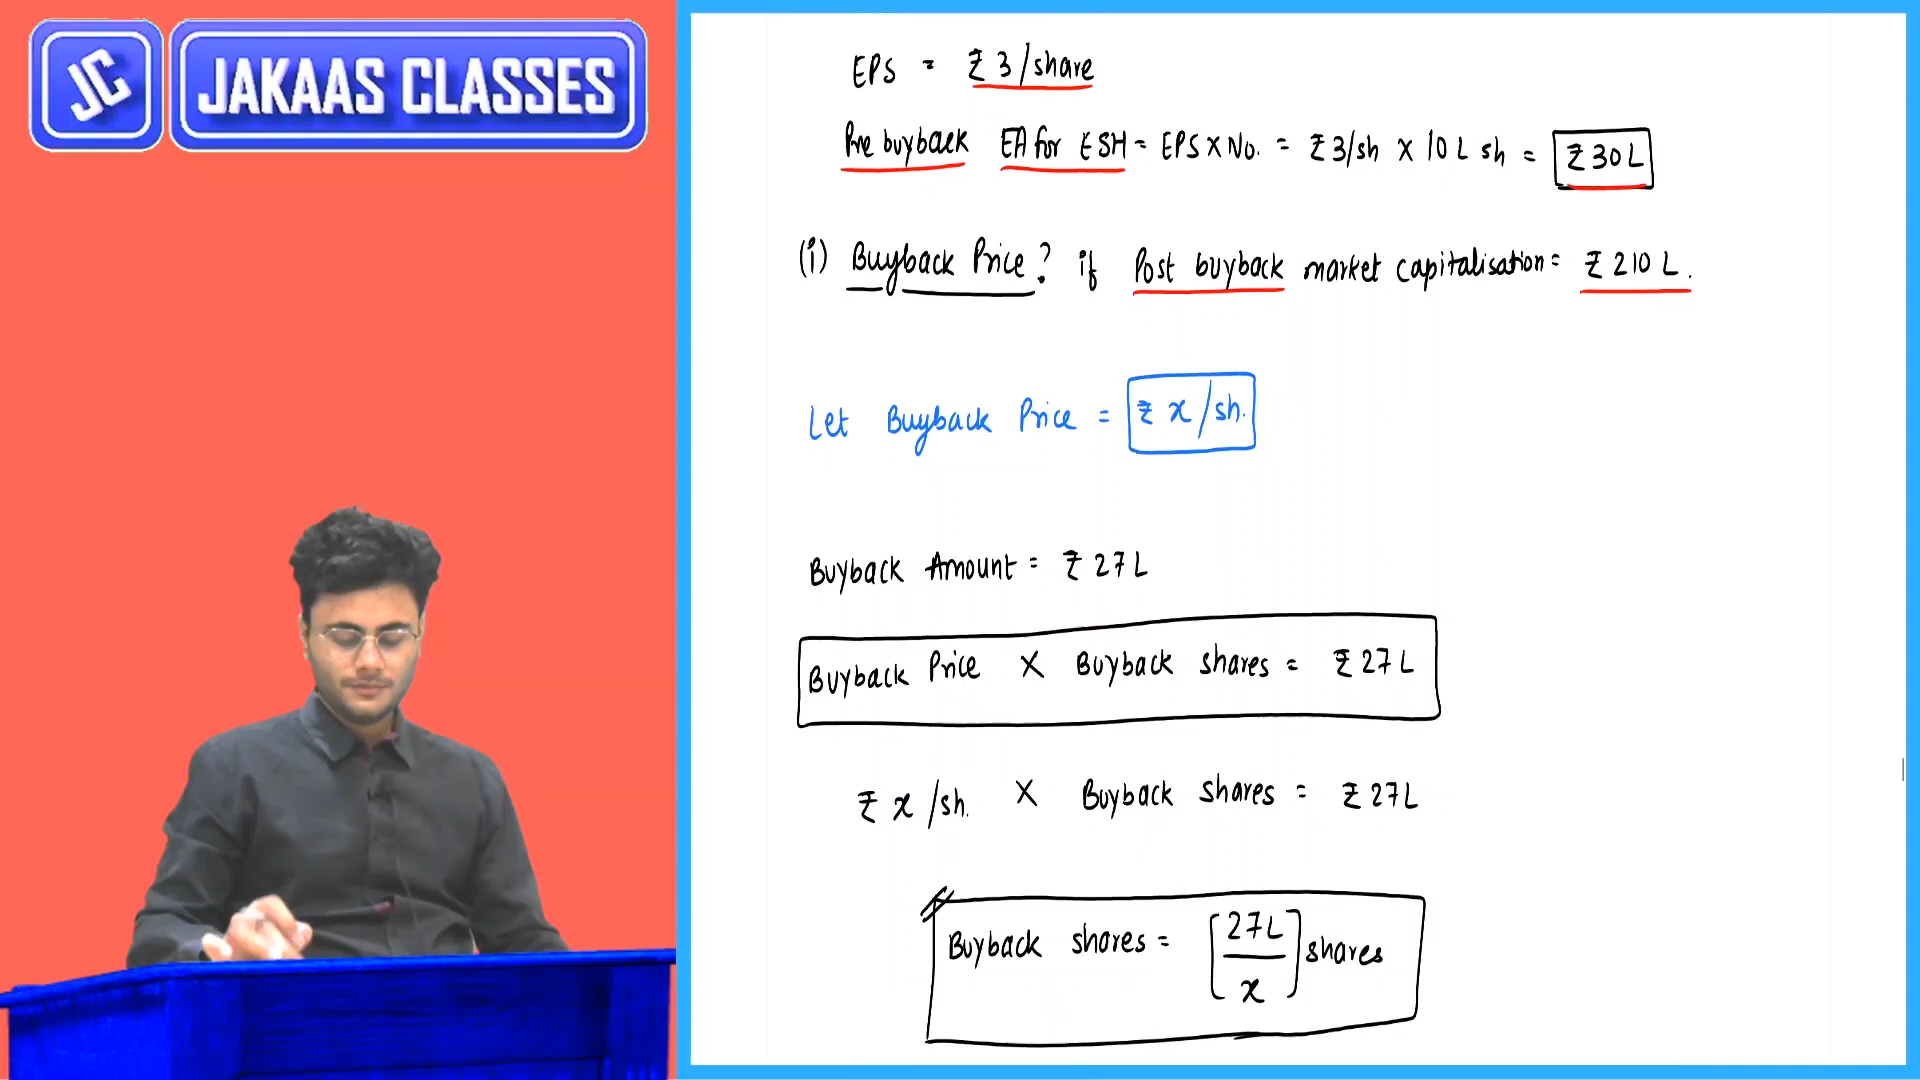 JC JAKAAS CLASSES
EPS = ₹ 3/share
Pre buyback EA for ESH = EPS X No. = ₹ 3/sh X 10 L sh = ₹ 30 L
(i) Buyback Price? if Post buyback market capitalisation = ₹ 210 L.
Let Buyback Price = ₹ x /sh.
Buyback Amount = ₹ 27 L
Buyback Price X Buyback shares = ₹ 27 L
₹ x /sh. X Buyback shares = ₹ 27 L
Buyback shares = [27L / x] shares